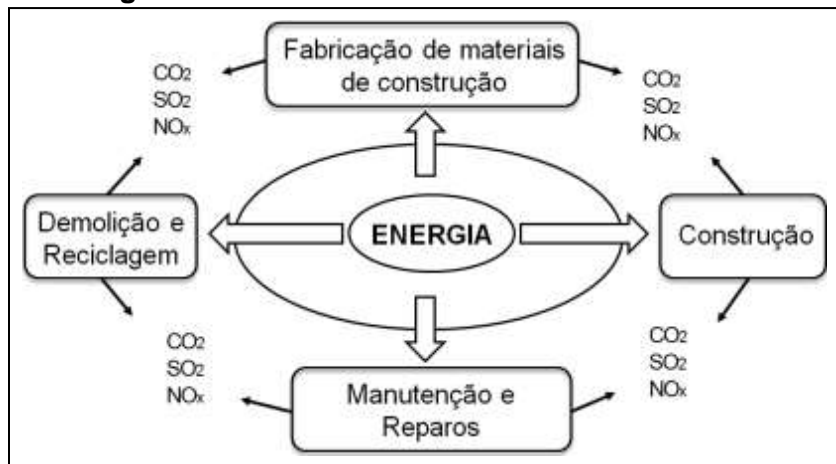 Fabricação de materiais
de construção
CO₂
SO₂
NOₓ
CO₂
SO₂
NOₓ
Demolição e
Reciclagem
ENERGIA
Construção
CO₂
SO₂
NOₓ
CO₂
SO₂
NOₓ
Manutenção e
Reparos